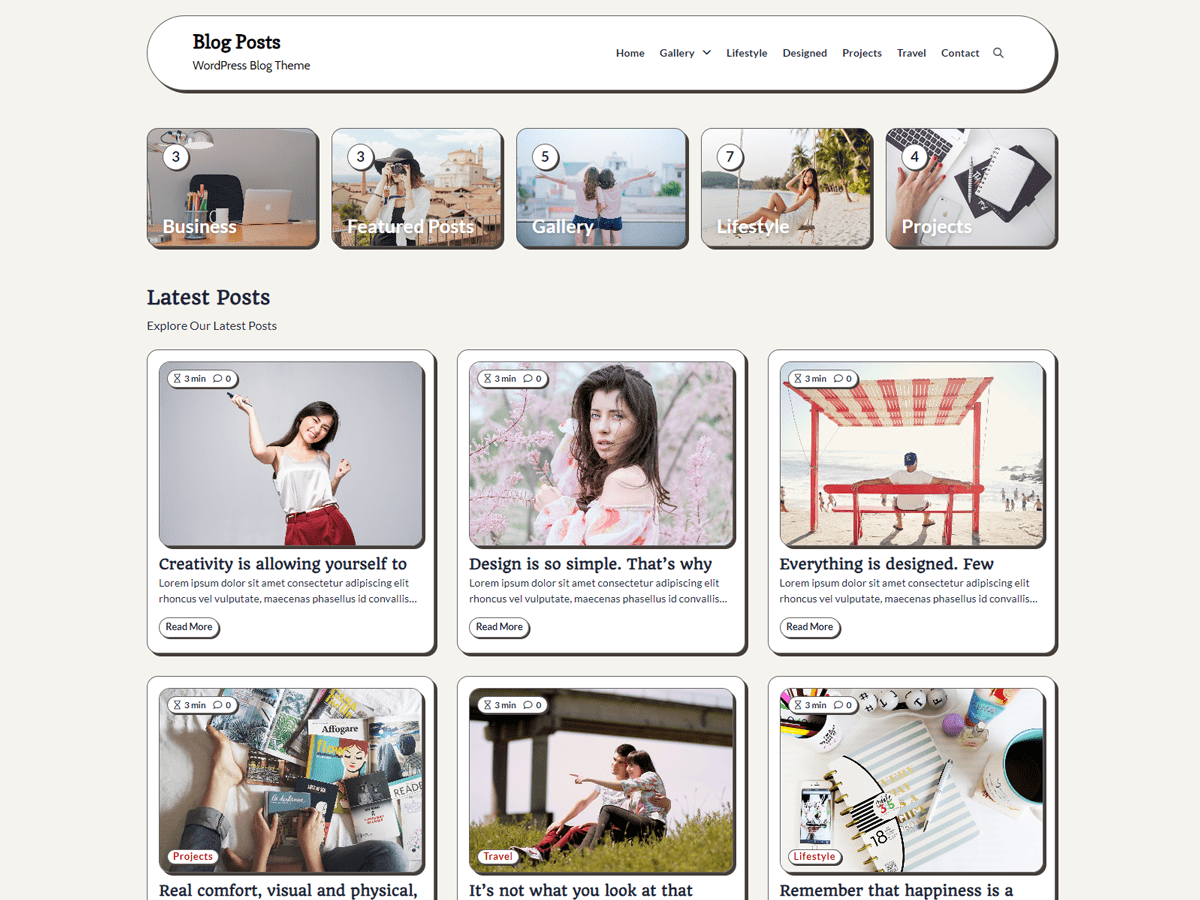 Blog Posts
WordPress Blog Theme
Home Gallery Lifestyle Designed Projects Travel Contact
3
Business
3
Featured Posts
5
Gallery
7
Lifestyle
4
Projects
Latest Posts
Explore Our Latest Posts
3 min 0
Creativity is allowing yourself to
Lorem ipsum dolor sit amet consectetur adipiscing elit
rhoncus vel vulputate, maecenas phasellus id convallis...
Read More
3 min 0
Design is so simple. That's why
Lorem ipsum dolor sit amet consectetur adipiscing elit
rhoncus vel vulputate, maecenas phasellus id convallis...
Read More
3 min 0
Everything is designed. Few
Lorem ipsum dolor sit amet consectetur adipiscing elit
rhoncus vel vulputate, maecenas phasellus id convallis...
Read More
3 min 0
Affogare
flow
READ
Projects
Real comfort, visual and physical,
3 min 0
Travel
It's not what you look at that
3 min 0
18
Lifestyle
Remember that happiness is a